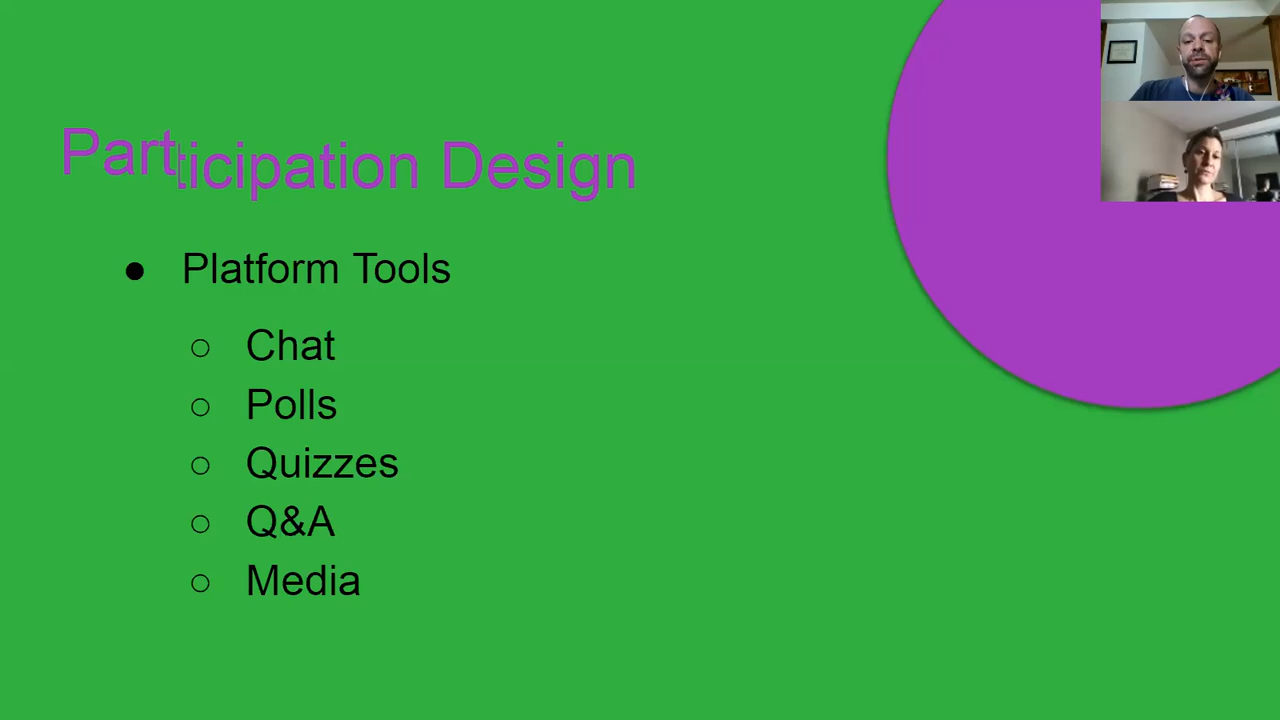 Participation Design
● Platform Tools
○ Chat
○ Polls
○ Quizzes
○ Q&A
○ Media